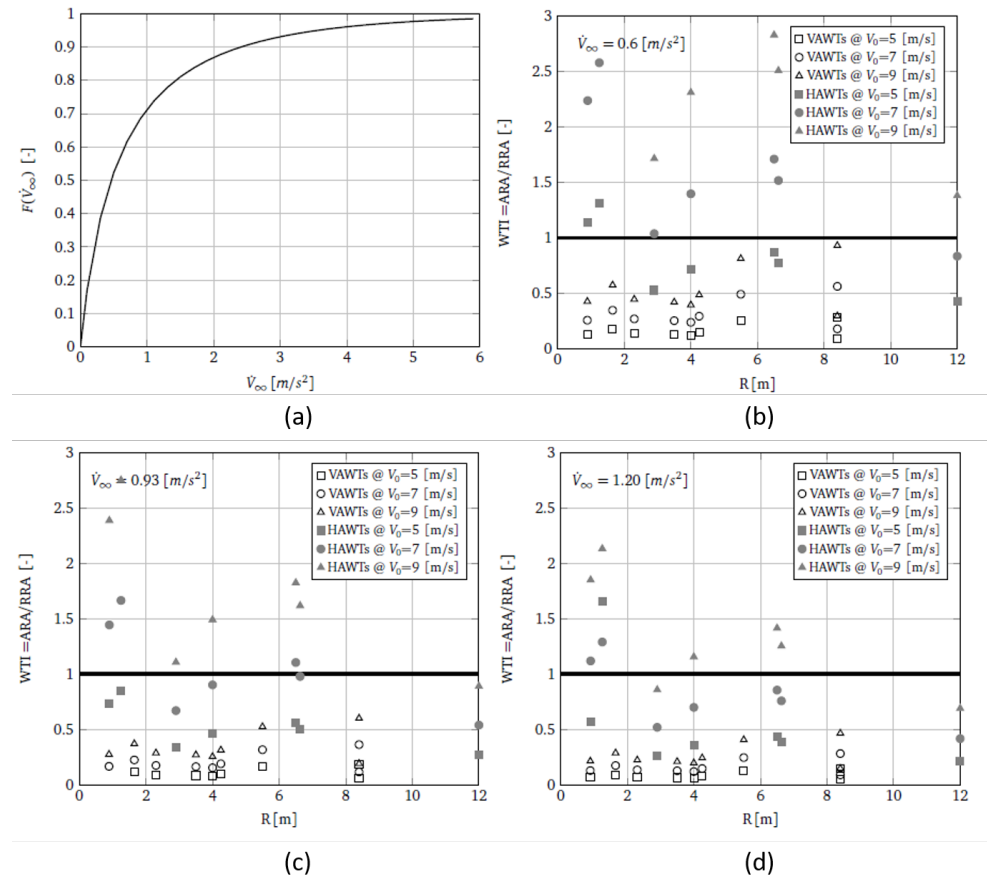 1
0.9
0.8
0.7
0.6
0.5
0.4
0.3
0.2
0.1
0
F(V̇∞) [-]
0 1 2 3 4 5 6
V̇∞ [m/s²]
(a)
3
2.5
2
1.5
1
0.5
0
WTI =ARA/RRA [-]
V̇∞ = 0.6 [m/s²]
VAWTs @ V₀=5 [m/s]
VAWTs @ V₀=7 [m/s]
VAWTs @ V₀=9 [m/s]
HAWTs @ V₀=5 [m/s]
HAWTs @ V₀=7 [m/s]
HAWTs @ V₀=9 [m/s]
0 2 4 6 8 10 12
R [m]
(b)
3
2.5
2
1.5
1
0.5
0
WTI =ARA/RRA [-]
V̇∞ = 0.93 [m/s²]
VAWTs @ V₀=5 [m/s]
VAWTs @ V₀=7 [m/s]
VAWTs @ V₀=9 [m/s]
HAWTs @ V₀=5 [m/s]
HAWTs @ V₀=7 [m/s]
HAWTs @ V₀=9 [m/s]
0 2 4 6 8 10 12
R [m]
(c)
3
2.5
2
1.5
1
0.5
0
WTI =ARA/RRA [-]
V̇∞ = 1.20 [m/s²]
VAWTs @ V₀=5 [m/s]
VAWTs @ V₀=7 [m/s]
VAWTs @ V₀=9 [m/s]
HAWTs @ V₀=5 [m/s]
HAWTs @ V₀=7 [m/s]
HAWTs @ V₀=9 [m/s]
0 2 4 6 8 10 12
R [m]
(d)